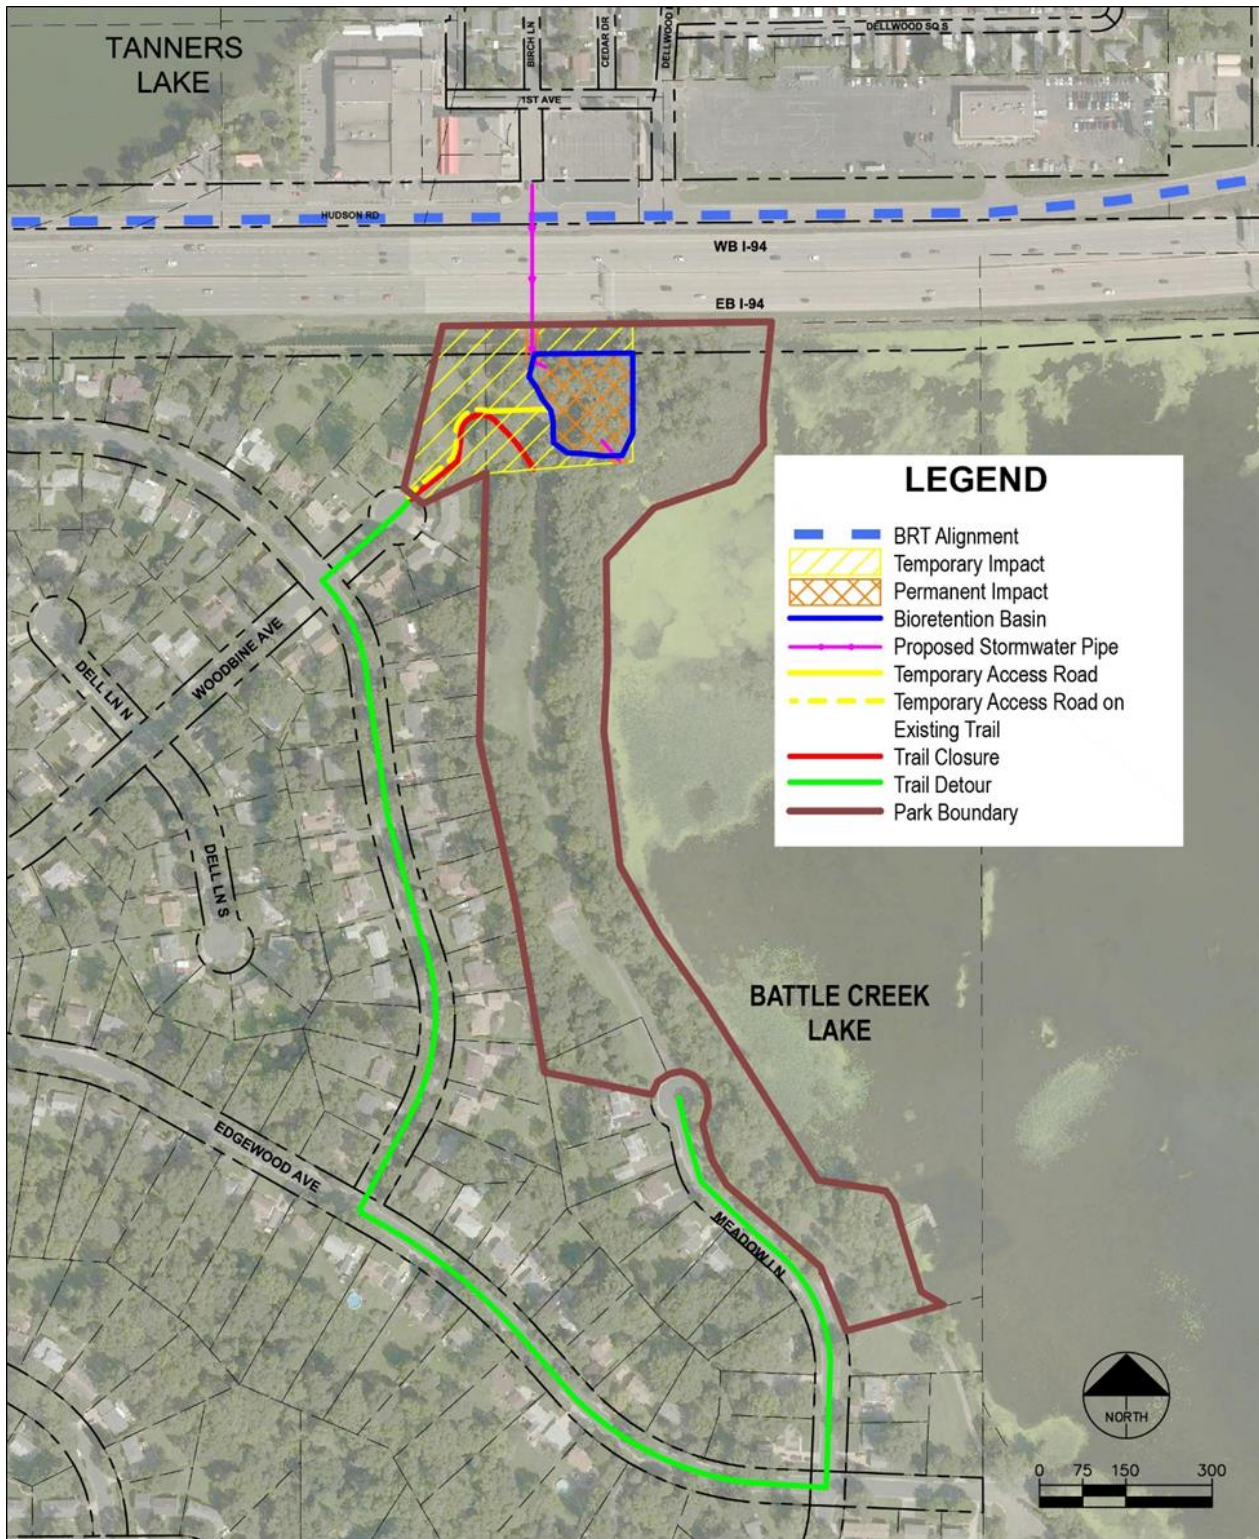 TANNERS
LAKE
BIRCH LN
CEDAR DR
DELLWOOD
DELLWOOD SQ S
1ST AVE
HUDSON RD
WB I-94
EB I-94
LEGEND
BRT Alignment
Temporary Impact
Permanent Impact
Bioretention Basin
Proposed Stormwater Pipe
Temporary Access Road
Temporary Access Road on
Existing Trail
Trail Closure
Trail Detour
Park Boundary
WOODBINE AVE
DELL LN N
DELL LN S
BATTLE CREEK
LAKE
EDGEWOOD AVE
MEADOW LN
NORTH
0 75 150 300